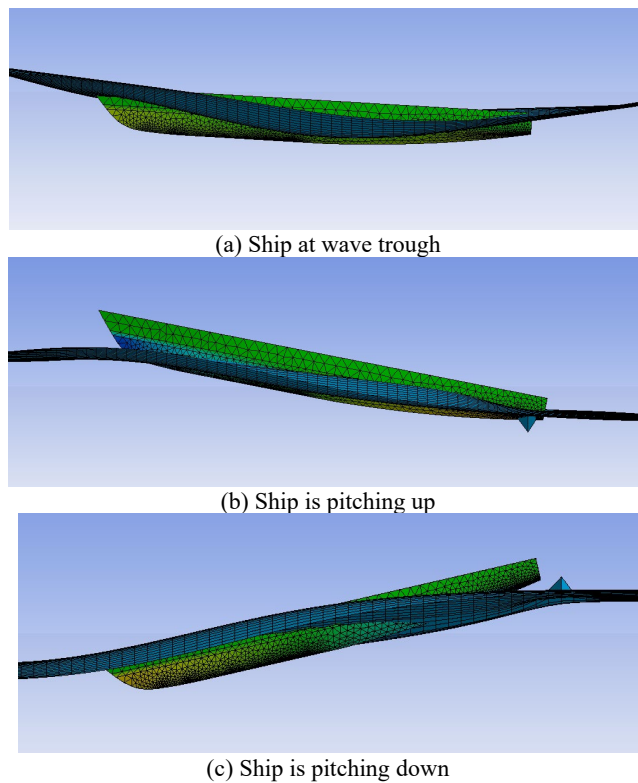 (a) Ship at wave trough
(b) Ship is pitching up
(c) Ship is pitching down